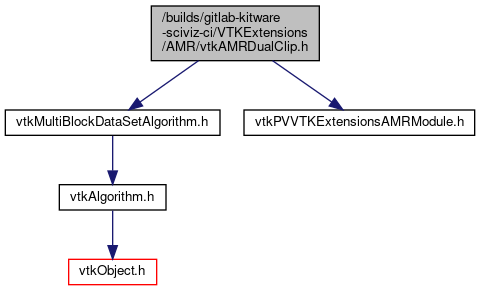 /builds/gitlab-kitware
-sciviz-ci/VTKExtensions
/AMR/vtkAMRDualClip.h
vtkMultiBlockDataSetAlgorithm.h
vtkPVVTKExtensionsAMRModule.h
vtkAlgorithm.h
vtkObject.h